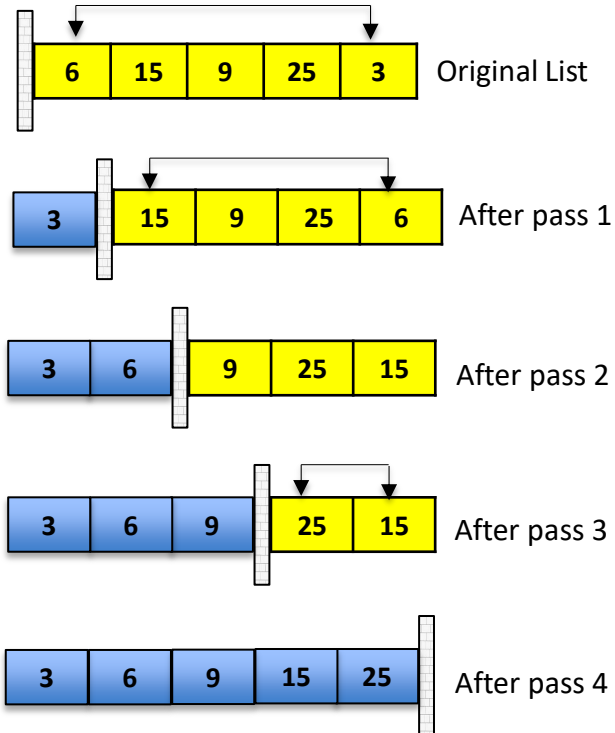 6 15 9 25 3 Original List
3 15 9 25 6 After pass 1
3 6 9 25 15 After pass 2
3 6 9 25 15 After pass 3
3 6 9 15 25 After pass 4